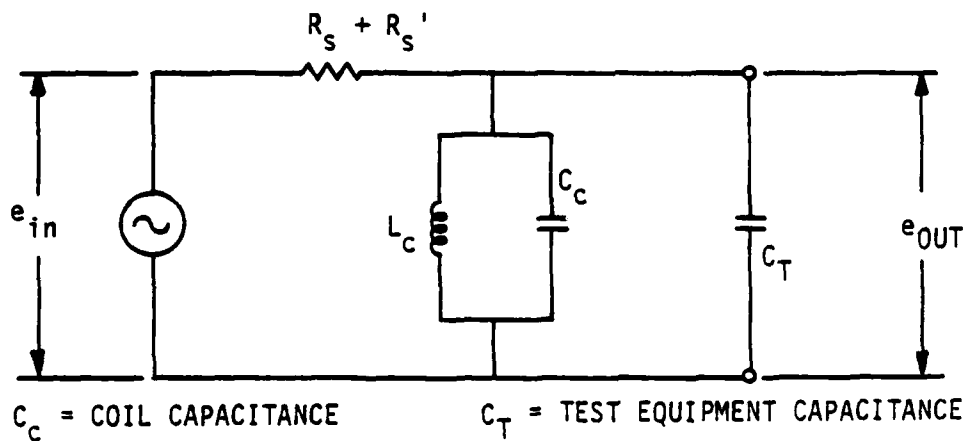 R_s + R_s'
e_in
L_c
C_c
C_T
e_OUT
C_c = COIL CAPACITANCE
C_T = TEST EQUIPMENT CAPACITANCE